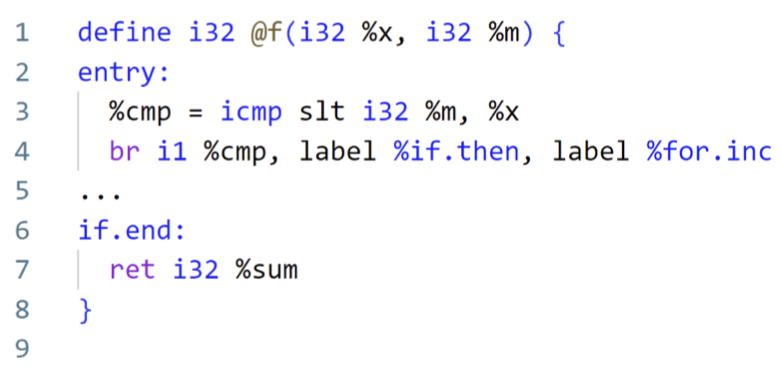 1 define i32 @f(i32 %x, i32 %m) {
2 entry:
3 %cmp = icmp slt i32 %m, %x
4 br i1 %cmp, label %if.then, label %for.inc
5 ...
6 if.end:
7 ret i32 %sum
8 }
9